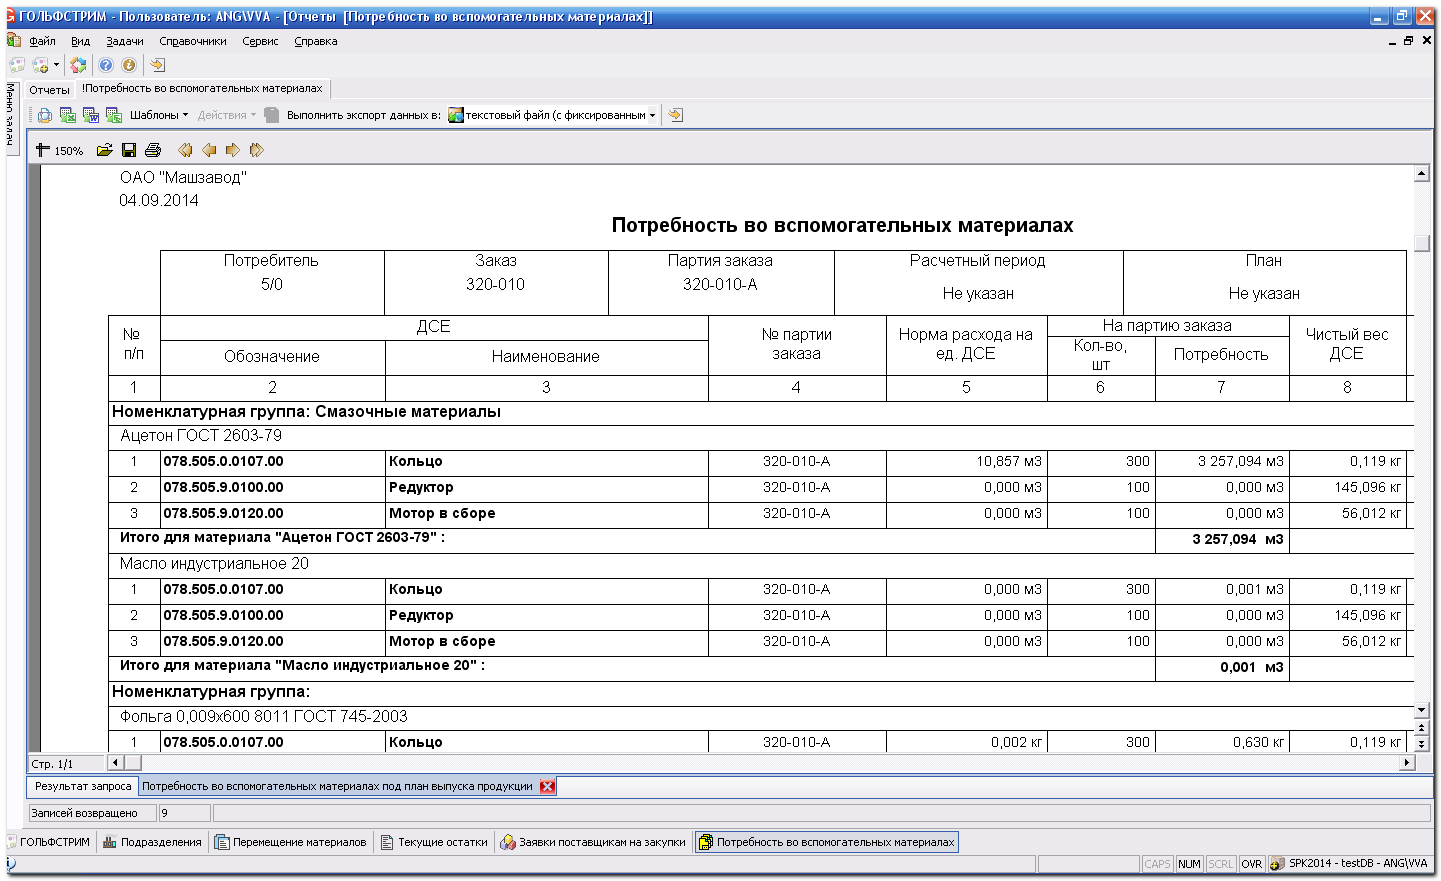 ГОЛЬФСТРИМ - Пользователь: ANG\VVA - [Отчеты  [Потребность во вспомогательных материалах]]
Файл Вид Задачи Справочники Сервис Справка
Меню задач
Отчеты !Потребность во вспомогательных материалах
Шаблоны Действия Выполнить экспорт данных в: текстовый файл (с фиксированным
150%
ОАО "Машзавод"
04.09.2014
Потребность во вспомогательных материалах
Потребитель Заказ Партия заказа Расчетный период План
5/0 320-010 320-010-А Не указан Не указан
№ п/п ДСЕ № партии заказа Норма расхода на ед. ДСЕ На партию заказа Чистый вес ДСЕ
Обозначение Наименование Кол-во, шт Потребность
1 2 3 4 5 6 7 8
Номенклатурная группа: Смазочные материалы
Ацетон ГОСТ 2603-79
1 078.505.0.0107.00 Кольцо 320-010-А 10,857 м3 300 3 257,094 м3 0,119 кг
2 078.505.9.0100.00 Редуктор 320-010-А 0,000 м3 100 0,000 м3 145,096 кг
3 078.505.9.0120.00 Мотор в сборе 320-010-А 0,000 м3 100 0,000 м3 56,012 кг
Итого для материала "Ацетон ГОСТ 2603-79" : 3 257,094 м3
Масло индустриальное 20
1 078.505.0.0107.00 Кольцо 320-010-А 0,000 м3 300 0,001 м3 0,119 кг
2 078.505.9.0100.00 Редуктор 320-010-А 0,000 м3 100 0,000 м3 145,096 кг
3 078.505.9.0120.00 Мотор в сборе 320-010-А 0,000 м3 100 0,000 м3 56,012 кг
Итого для материала "Масло индустриальное 20" : 0,001 м3
Номенклатурная группа:
Фольга 0,009х600 8011 ГОСТ 745-2003
1 078.505.0.0107.00 Кольцо 320-010-А 0,002 кг 300 0,630 кг 0,119 кг
Стр. 1/1
Результат запроса Потребность во вспомогательных материалах под план выпуска продукции
Записей возвращено 9
ГОЛЬФСТРИМ Подразделения Перемещение материалов Текущие остатки Заявки поставщикам на закупки Потребность во вспомогательных материалах
CAPS NUM SCRL OVR SPK2014 - testDB - ANG\VVA